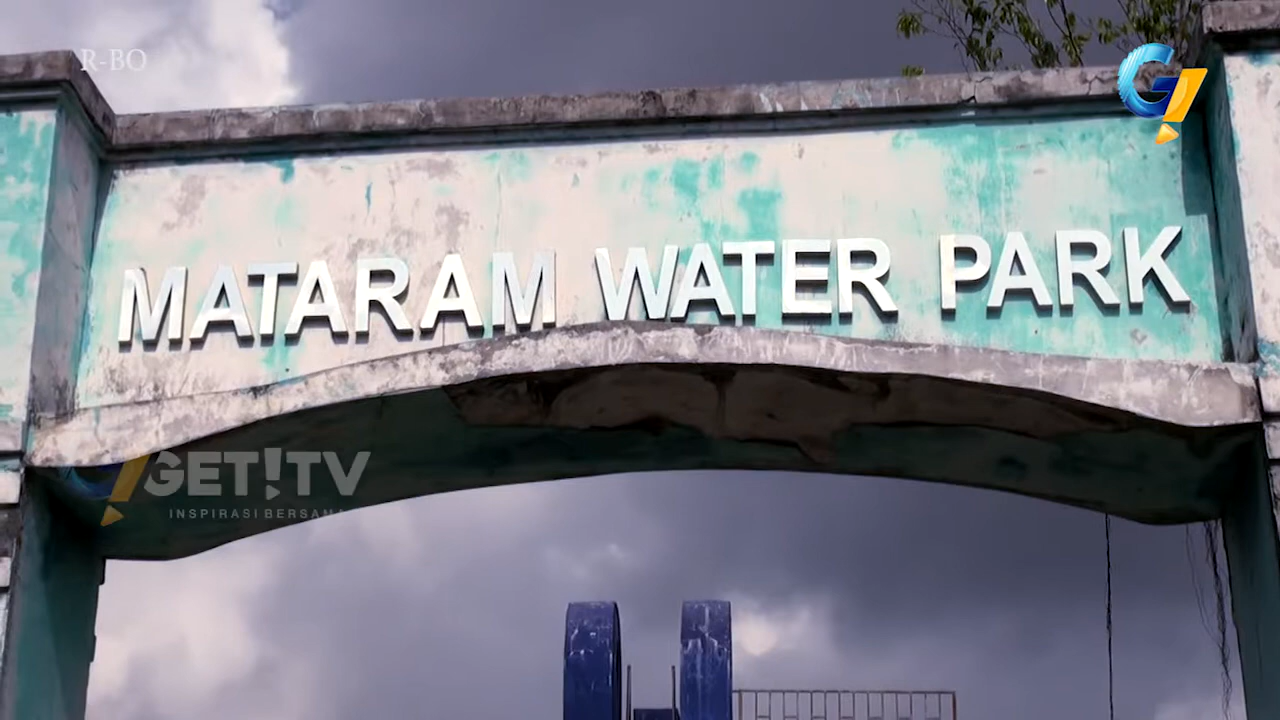 R-BO
G!
MATARAM WATER PARK
GET!TV
INSPIRASI BERSAMA